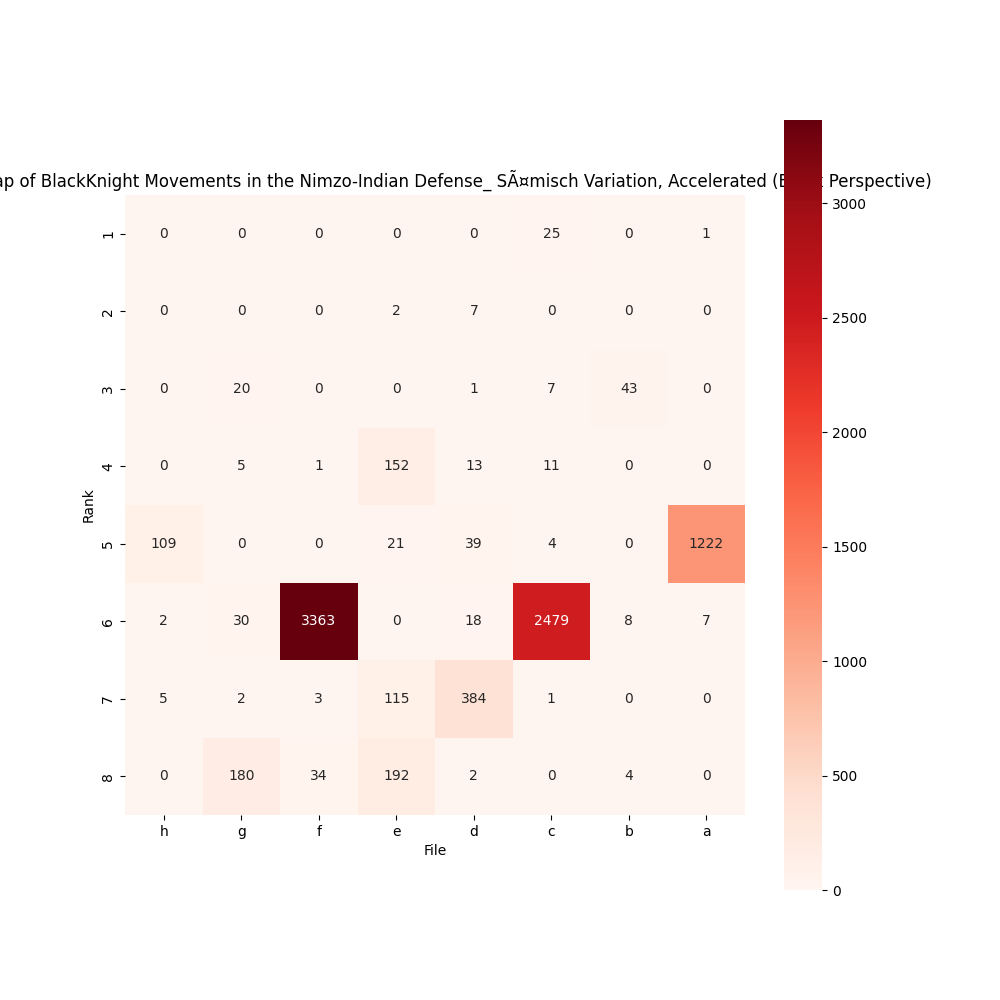 ap of BlackKnight Movements in the Nimzo-Indian Defense_ SÃ¤misch Variation, Accelerated (B Perspective)
3000
2500
2000
1500
1000
500
0
Rank
1 0 0 0 0 0 25 0 1
2 0 0 0 2 7 0 0 0
3 0 20 0 0 1 7 43 0
4 0 5 1 152 13 11 0 0
5 109 0 0 21 39 4 0 1222
6 2 30 3363 0 18 2479 8 7
7 5 2 3 115 384 1 0 0
8 0 180 34 192 2 0 4 0
h g f e d c b a
File